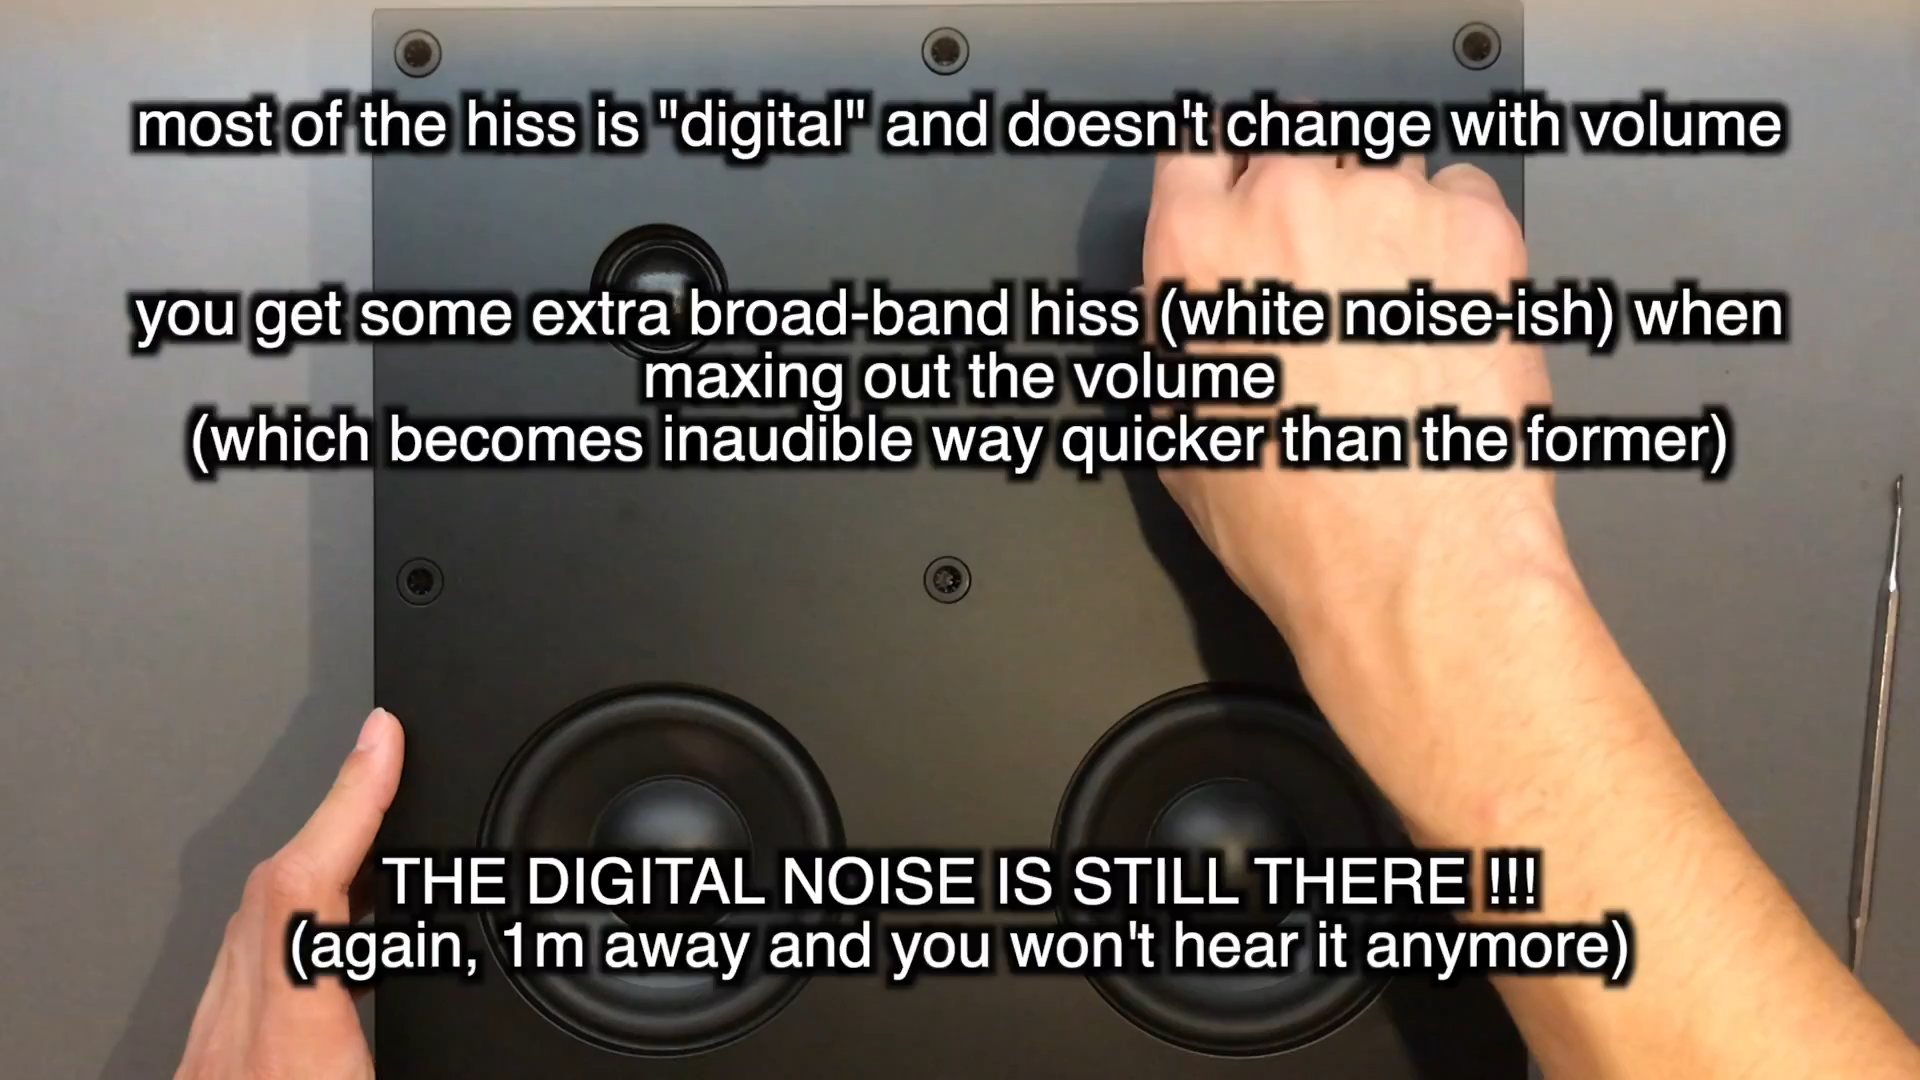 most of the hiss is "digital" and doesn't change with volume
you get some extra broad-band hiss (white noise-ish) when
maxing out the volume
(which becomes inaudible way quicker than the former)
THE DIGITAL NOISE IS STILL THERE !!!
(again, 1m away and you won't hear it anymore)